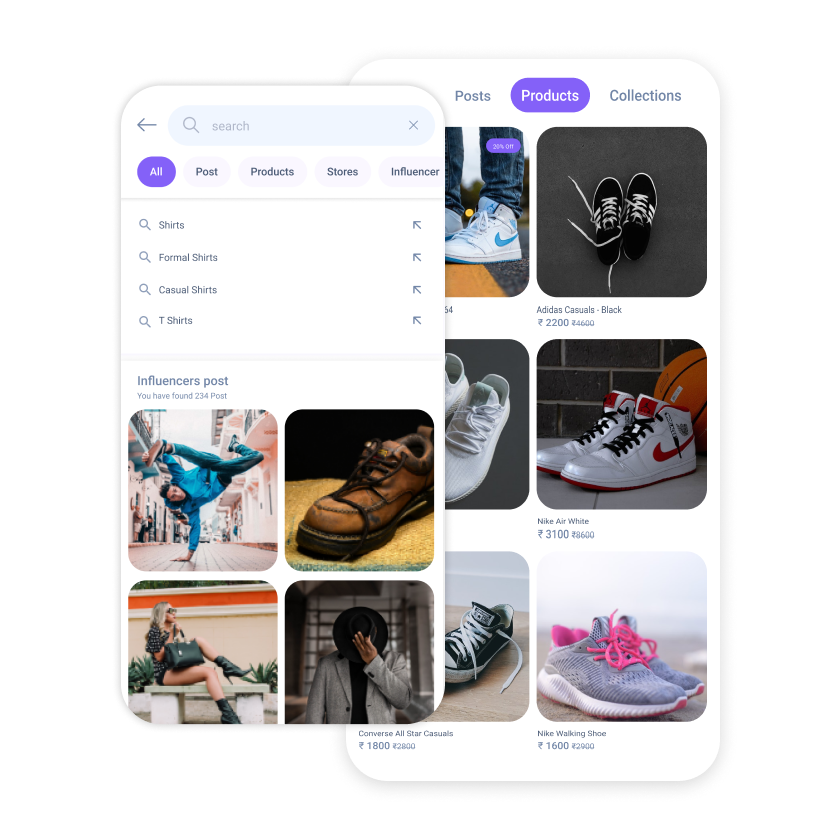 search
All Post Products Stores Influencer
Shirts
Formal Shirts
Casual Shirts
T Shirts
Influencers post
You have found 234 Post
Posts Products Collections
20% Off
64
Adidas Casuals - Black
₹ 2200 ₹4600
Nike Air White
₹ 3100 ₹8600
Converse All Star Casuals
₹ 1800 ₹2800
Nike Walking Shoe
₹ 1600 ₹2900